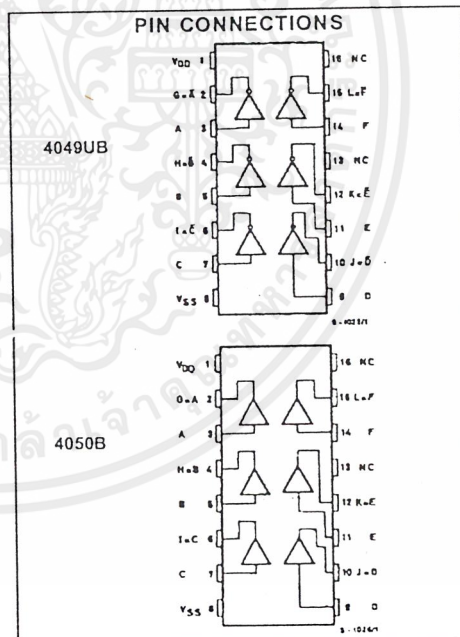 PIN CONNECTIONS
4049UB
VDD 1
G=Ā 2
A 3
H=B̄ 4
B 5
I=C̄ 6
C 7
VSS 8
16 NC
15 L=F̄
14 F
13 NC
12 K=Ē
11 E
10 J=D̄
9 D
4050B
VDD 1
G=A 2
A 3
H=B 4
B 5
I=C 6
C 7
VSS 8
16 NC
15 L=F
14 F
13 NC
12 K=E
11 E
10 J=D
9 D